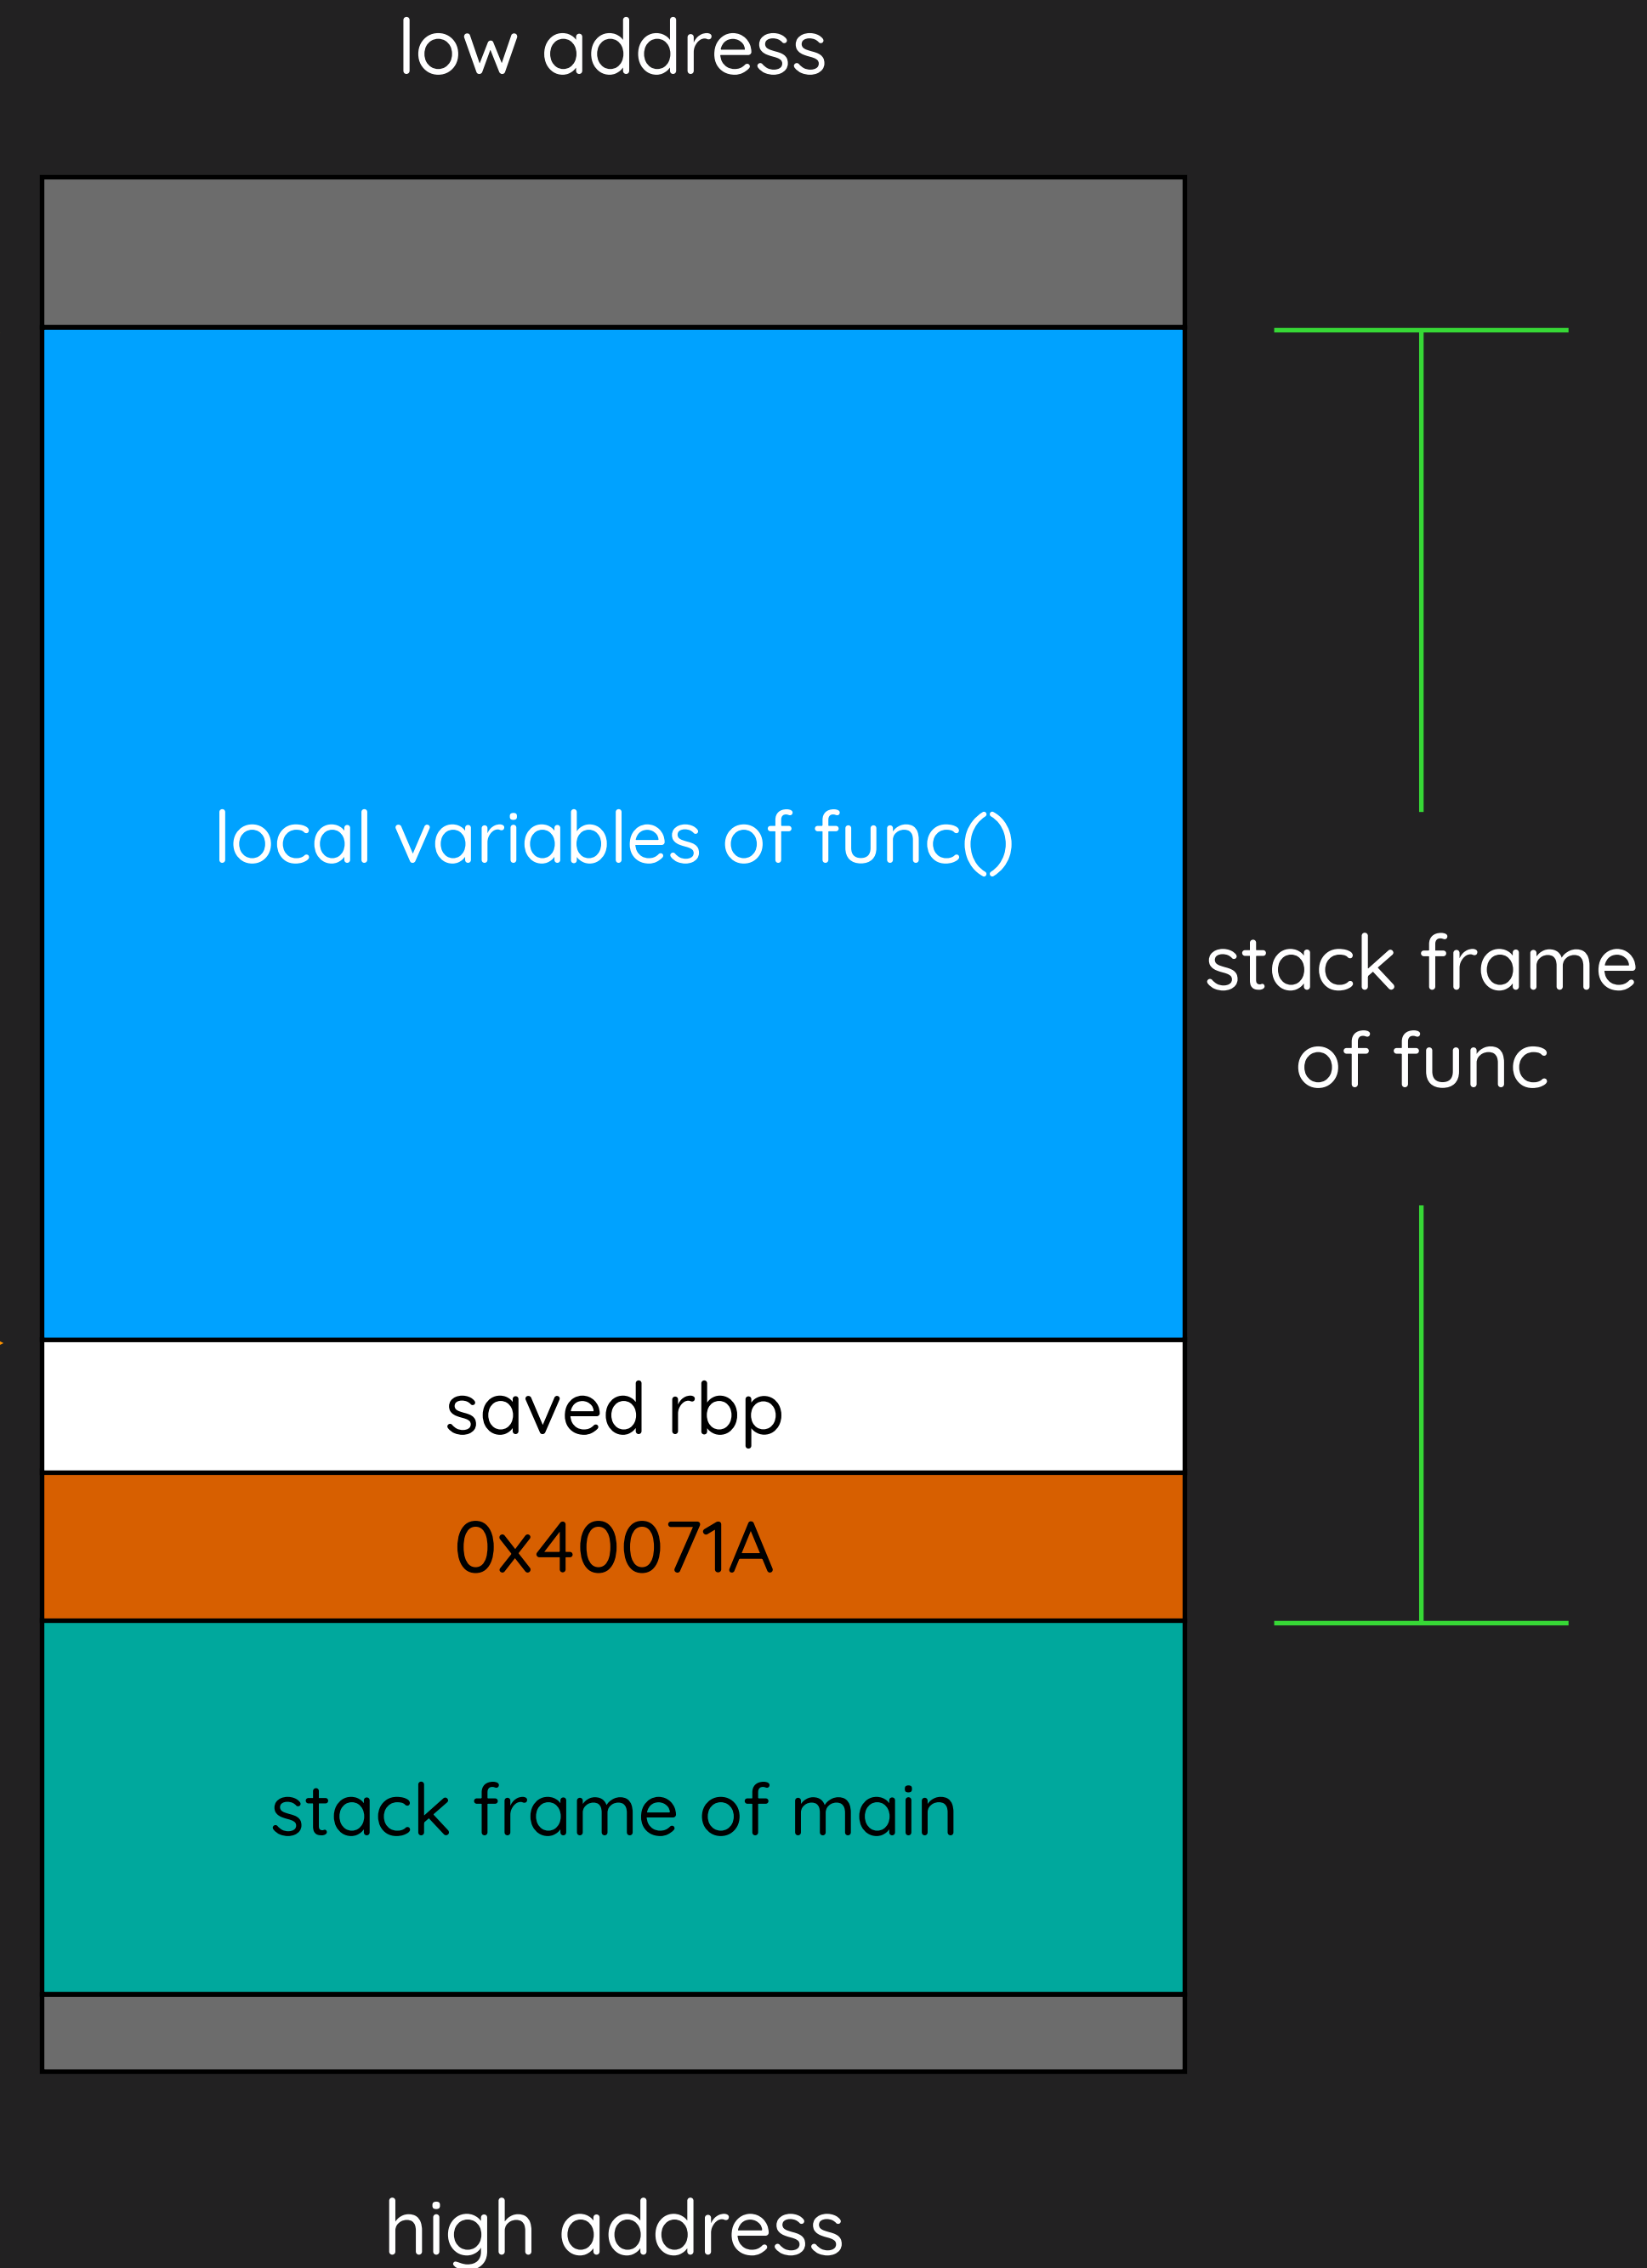 low address
local variables of func()
stack frame
of func
saved rbp
0x40071A
stack frame of main
high address